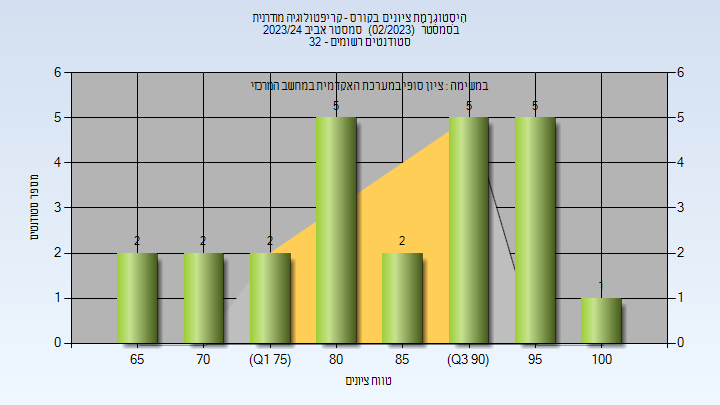 היסטוגרמת ציונים בקורס - קריפטולוגיה מודרנית
בסמסטר (02/2023) סמסטר אביב 2023/24
סטודנטים רשומים - 32
במשימה : ציון סופי במערכת האקדמית במחשב המרכזי
מספר סטודנטים
6 6
5 5
4 4
3 3
2 2
1 1
0 0
2 2 2 5 2 5 5 1
65 70 (Q1 75) 80 85 (Q3 90) 95 100
טווח ציונים